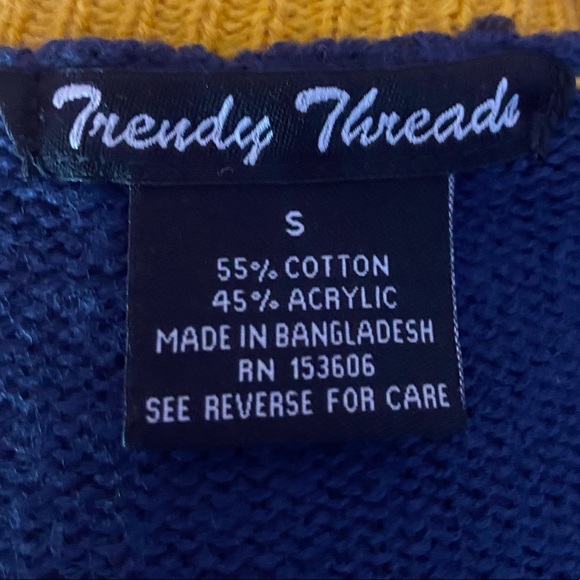 Trendy Threads
S
55% COTTON
45% ACRYLIC
MADE IN BANGLADESH
RN 153606
SEE REVERSE FOR CARE